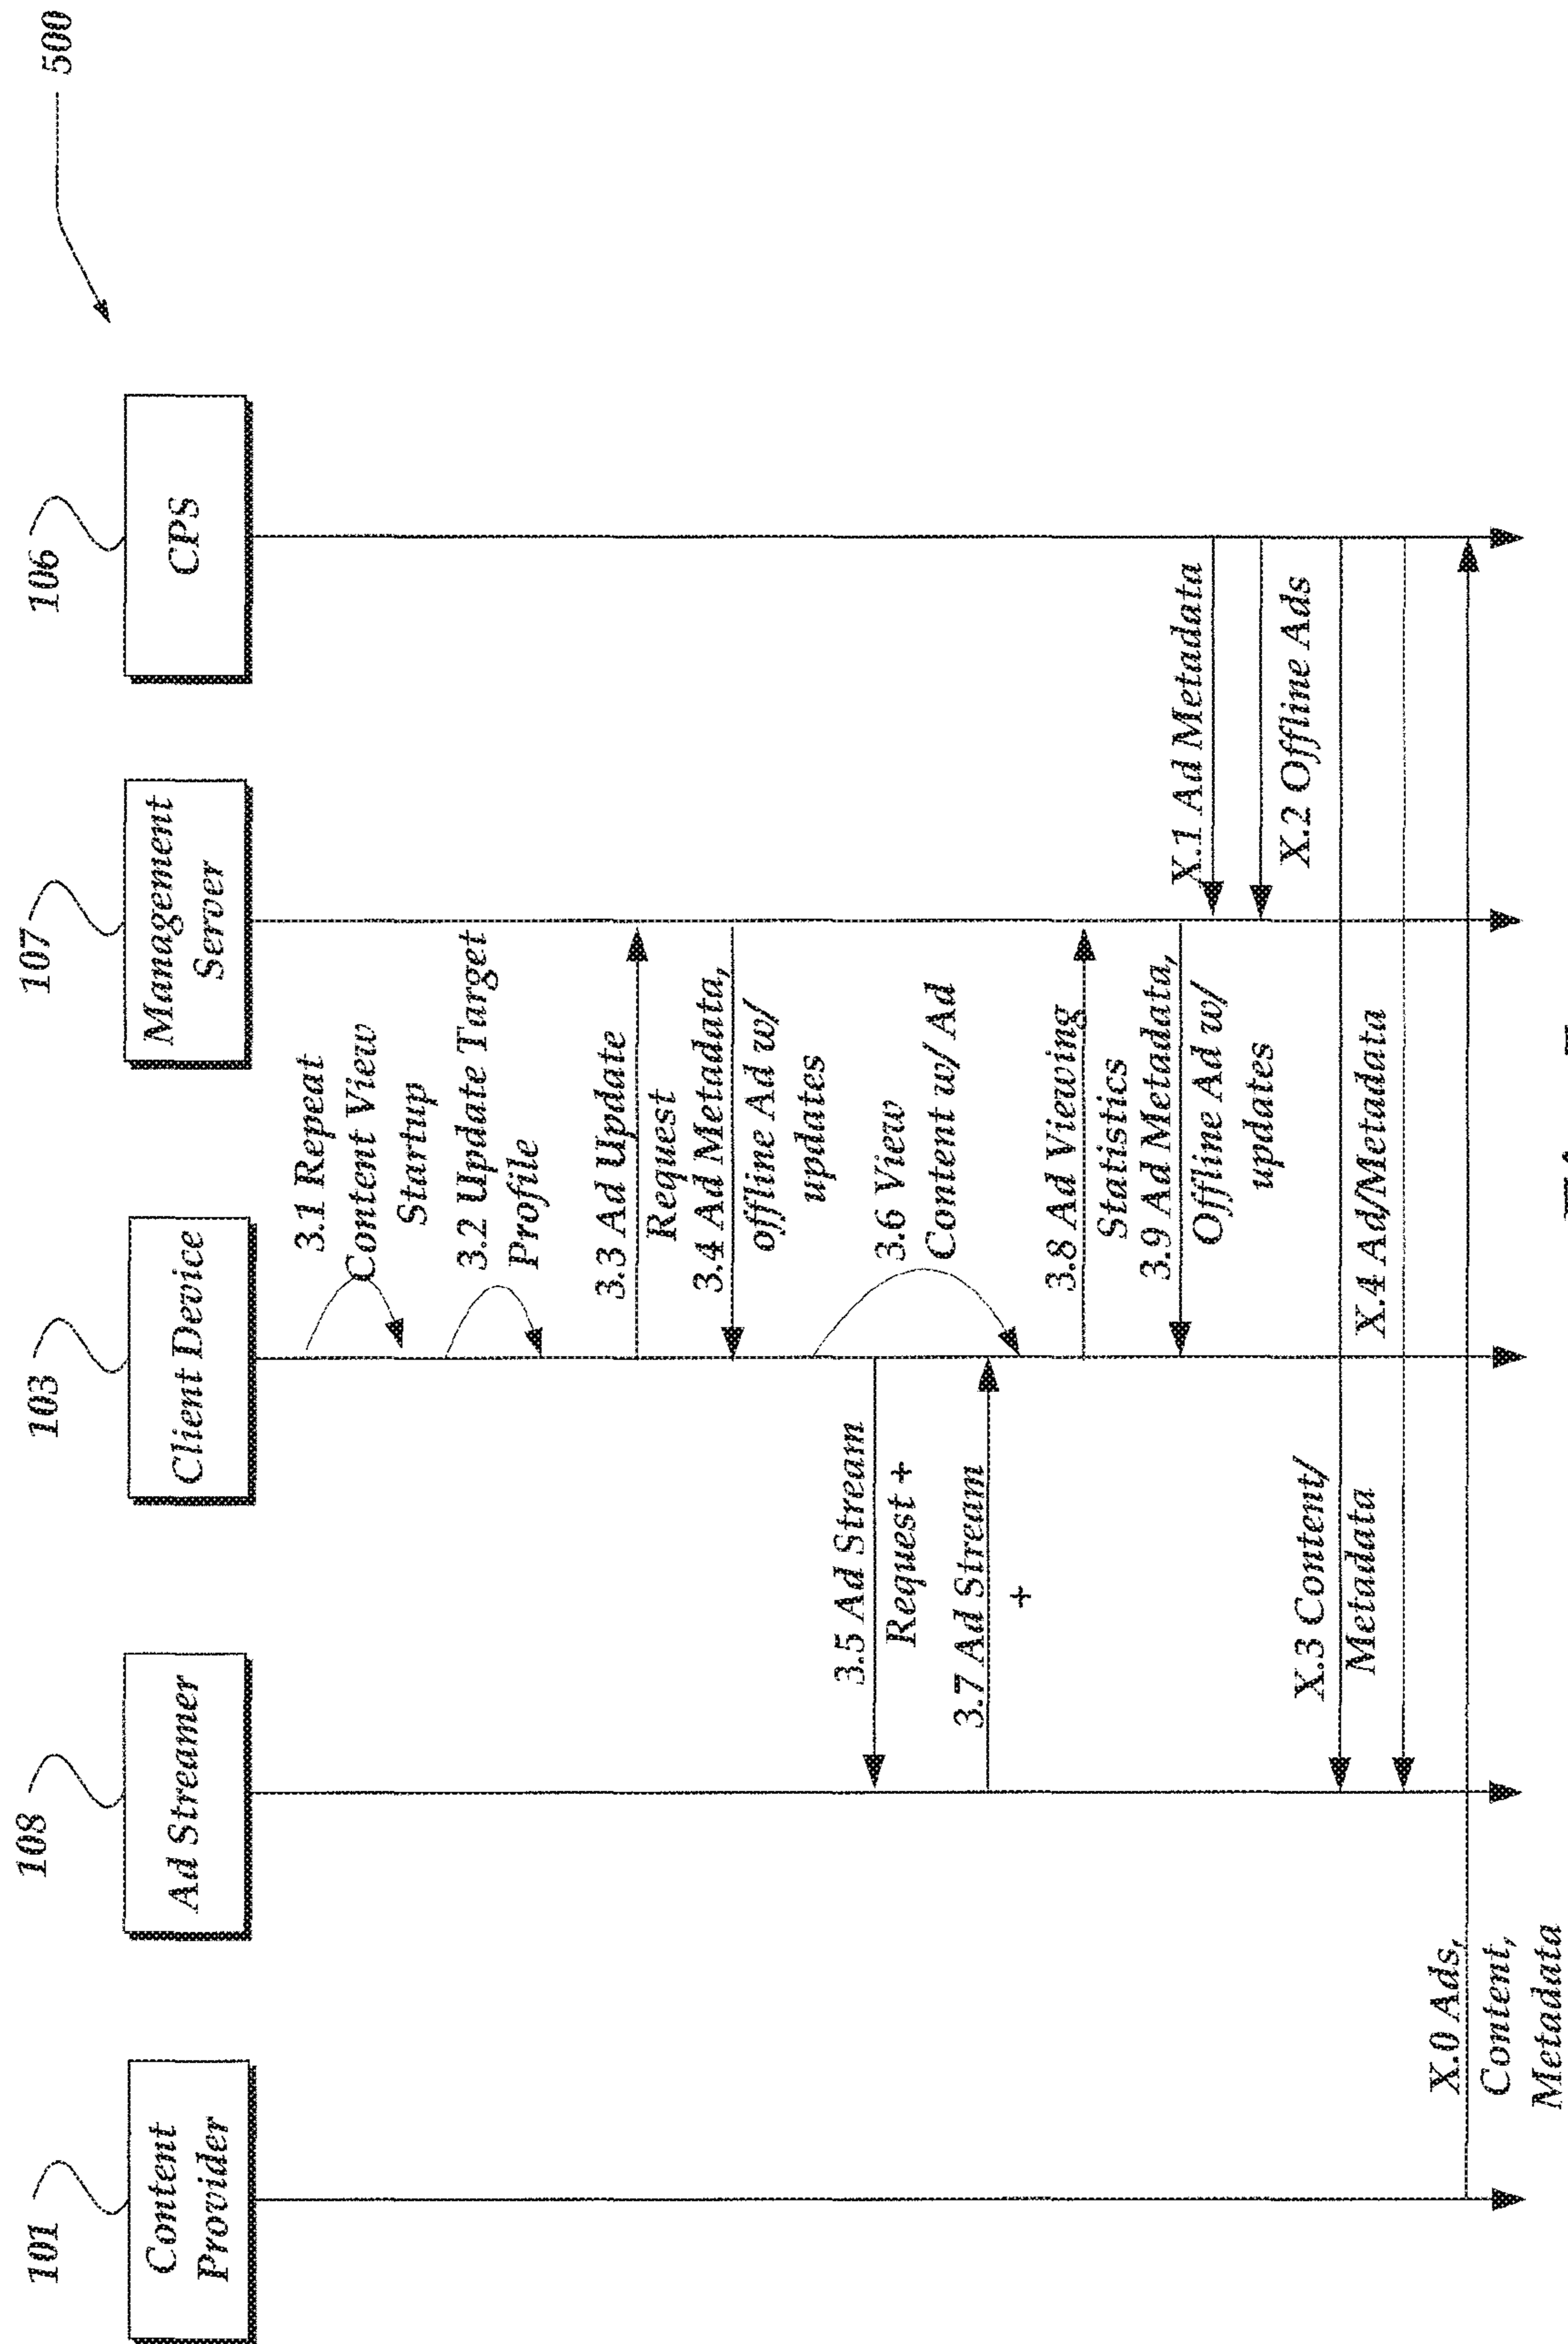 500
101
108
103
107
106
Content
Provider
Ad Streamer
Client Device
Management
Server
CPS
3.1 Repeat
Content View
Startup
3.2 Update Target
Profile
3.3 Ad Update
Request
3.4 Ad Metadata,
offline Ad w/
updates
3.5 Ad Stream
Request +
3.6 View
Content w/ Ad
3.7 Ad Stream
+
3.8 Ad Viewing
Statistics
3.9 Ad Metadata,
Offline Ad w/
updates
X.1 Ad Metadata
X.2 Offline Ads
X.3 Content/
Metadata
X.4 Ad/Metadata
X.0 Ads,
Content,
Metadata